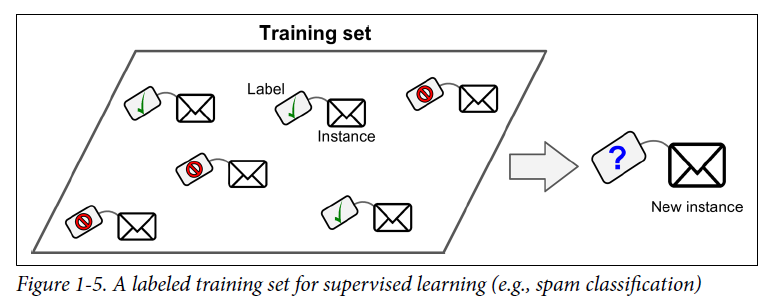 Training set
Label
Instance
?
New instance
Figure 1-5. A labeled training set for supervised learning (e.g., spam classification)